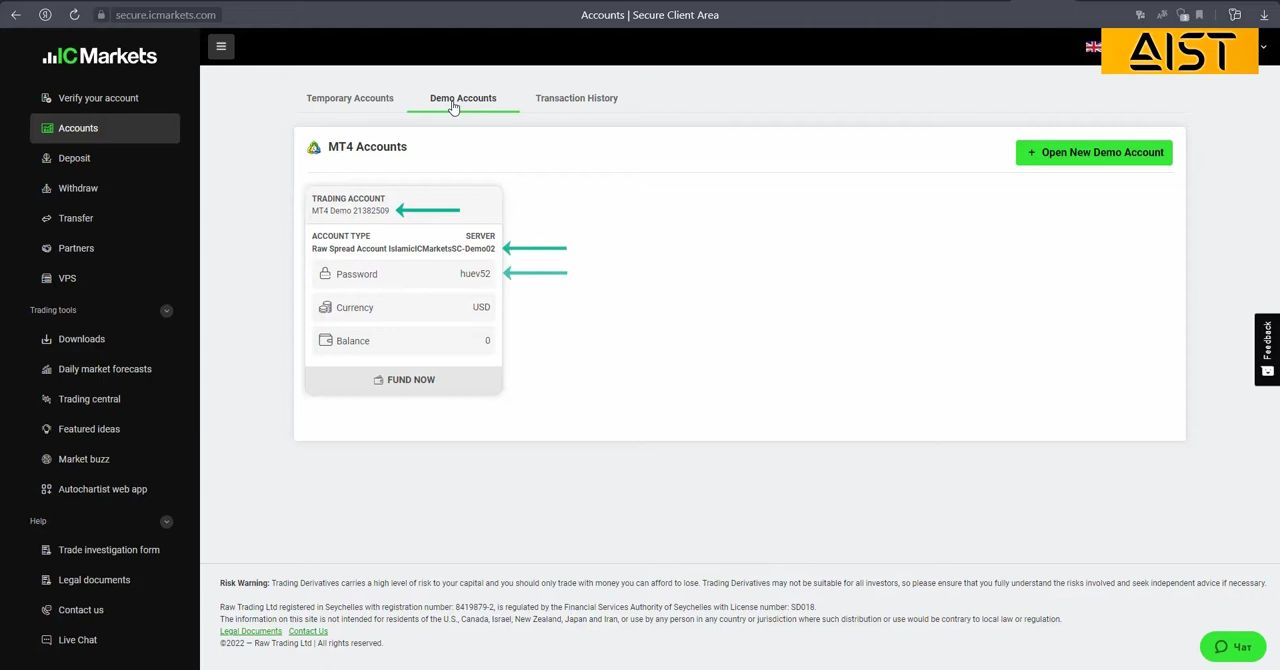 secure.icmarkets.com
Accounts | Secure Client Area
ICMarkets
AIST
Verify your account
Accounts
Deposit
Withdraw
Transfer
Partners
VPS
Trading tools
Downloads
Daily market forecasts
Trading central
Featured ideas
Market buzz
Autochartist web app
Help
Trade investigation form
Legal documents
Contact us
Live Chat
Temporary Accounts
Demo Accounts
Transaction History
MT4 Accounts
+ Open New Demo Account
TRADING ACCOUNT
MT4 Demo 21382509
ACCOUNT TYPE SERVER
Raw Spread Account IslamicICMarketsSC-Demo02
Password huev52
Currency USD
Balance 0
FUND NOW
Feedback
Risk Warning: Trading Derivatives carries a high level of risk to your capital and you should only trade with money you can afford to lose. Trading Derivatives may not be suitable for all investors, so please ensure that you fully understand the risks involved and seek independent advice if necessary.
Raw Trading Ltd registered in Seychelles with registration number: 8419879-2, is regulated by the Financial Services Authority of Seychelles with License number: SD018.
The information on this site is not intended for residents of the U.S., Canada, Israel, New Zealand, Japan and Iran, or use by any person in any country or jurisdiction where such distribution or use would be contrary to local law or regulation.
Legal Documents Contact Us
©2022 — Raw Trading Ltd | All rights reserved.
Чат